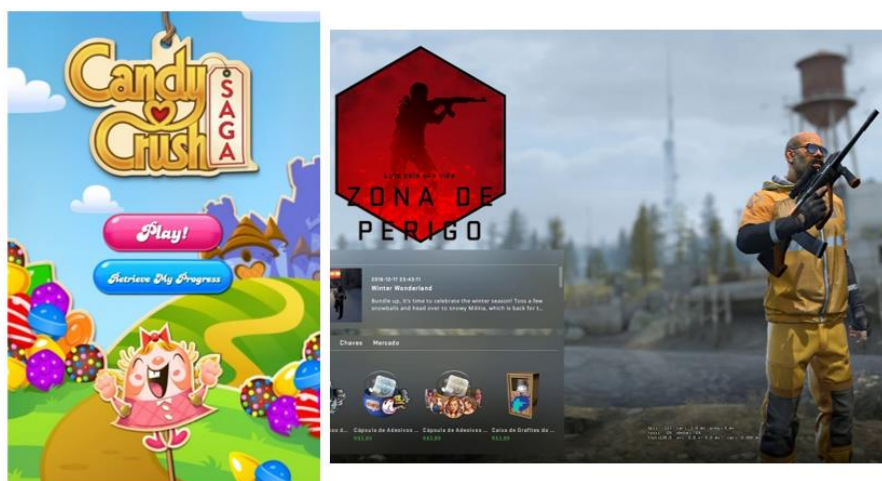 Candy
Crush
SAGA
Play!
Retrieve My Progress
ZONA DE
PERIGO
Winter Wonderland
Bundle up, it's time to celebrate the winter season! Toss a few
snowballs and head over to snowy Militia, which is back for t...
Chaves Mercado
Cápsula de Adesivos ... Cápsula de Adesivos ... Caixa de Grafites do ...